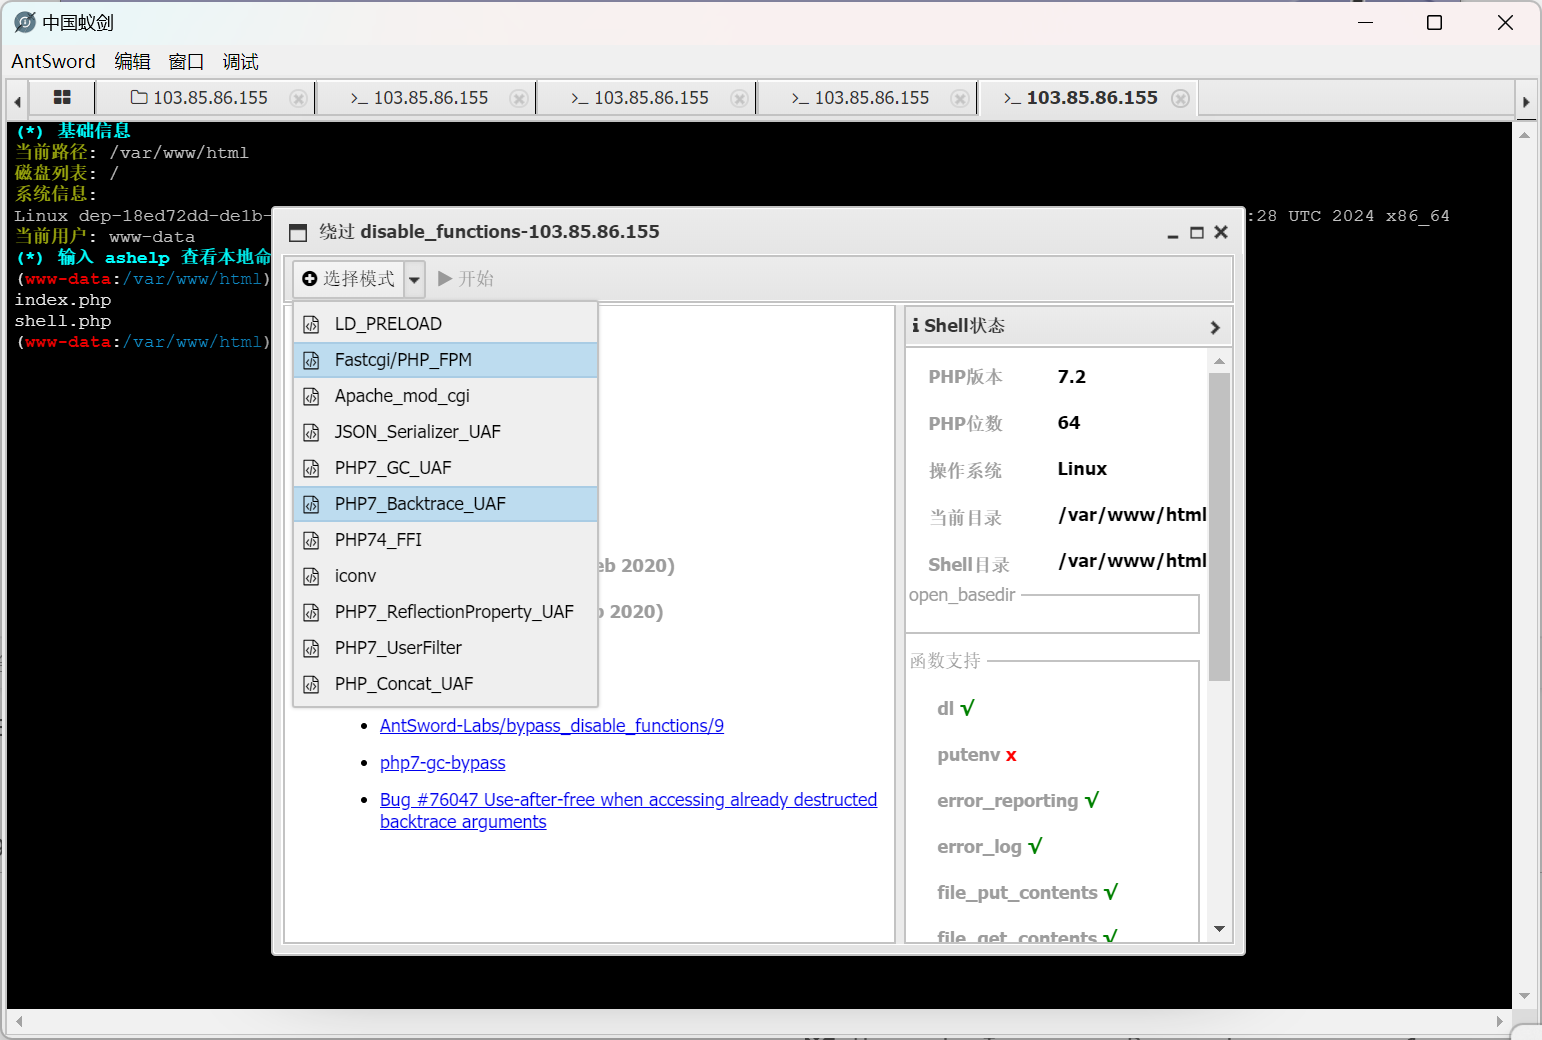 中国蚁剑
AntSword 编辑 窗口 调试
103.85.86.155 >_ 103.85.86.155 >_ 103.85.86.155 >_ 103.85.86.155 >_ 103.85.86.155
(*) 基础信息
当前路径: /var/www/html
磁盘列表: /
系统信息:
Linux dep-18ed72dd-de1b- :28 UTC 2024 x86_64
当前用户: www-data
(*) 输入 ashelp 查看本地命
(www-data:/var/www/html)
index.php
shell.php
(www-data:/var/www/html)
绕过 disable_functions-103.85.86.155
选择模式 开始
LD_PRELOAD
Fastcgi/PHP_FPM
Apache_mod_cgi
JSON_Serializer_UAF
PHP7_GC_UAF
PHP7_Backtrace_UAF
PHP74_FFI
iconv
PHP7_ReflectionProperty_UAF
PHP7_UserFilter
PHP_Concat_UAF
eb 2020)
2020)
• AntSword-Labs/bypass_disable_functions/9
• php7-gc-bypass
• Bug #76047 Use-after-free when accessing already destructed
backtrace arguments
Shell状态
PHP版本 7.2
PHP位数 64
操作系统 Linux
当前目录 /var/www/html
Shell目录 /var/www/html
open_basedir
函数支持
dl √
putenv x
error_reporting √
error_log √
file_put_contents √
file_get_contents √